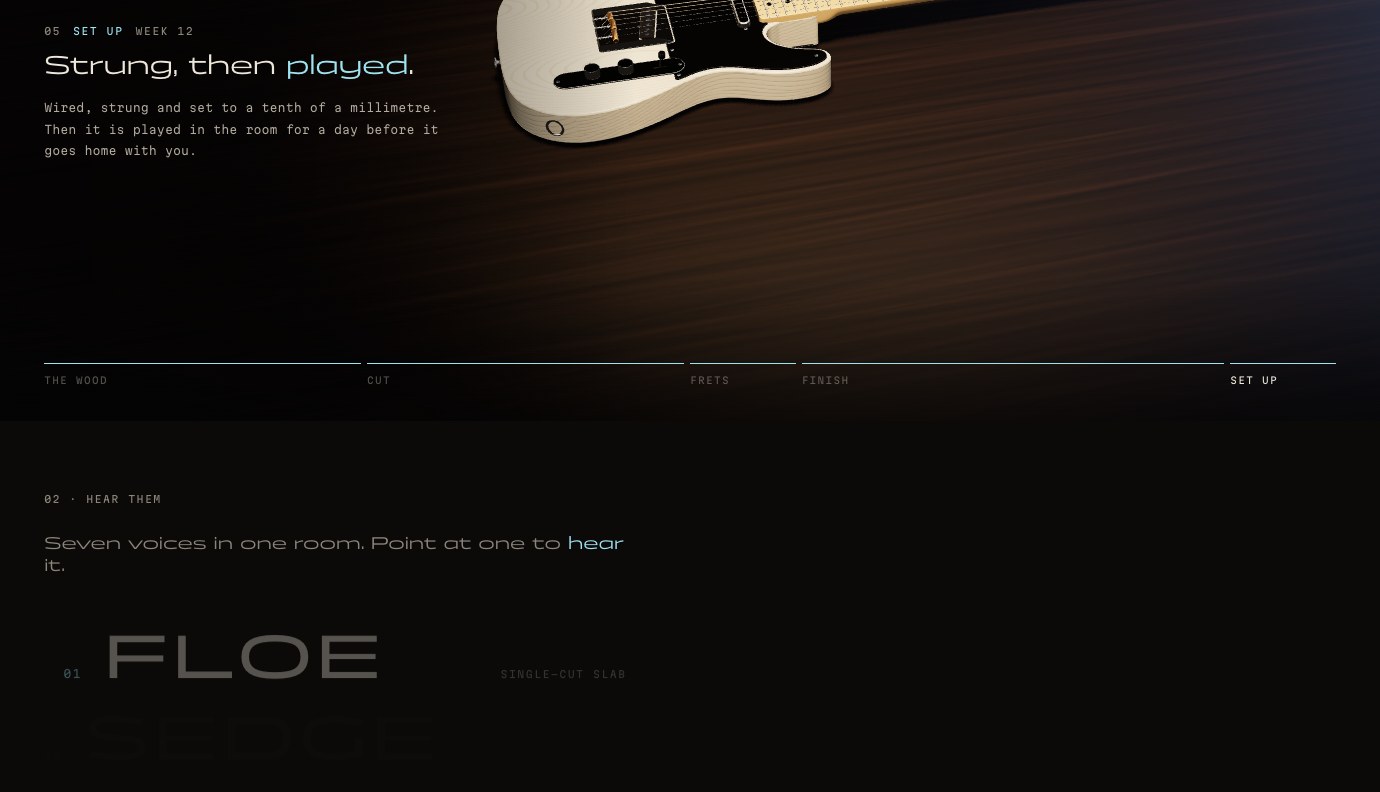 05 SET UP WEEK 12
Strung, then played.
Wired, strung and set to a tenth of a millimetre.
Then it is played in the room for a day before it
goes home with you.
THE WOOD CUT FRETS FINISH SET UP
02 · HEAR THEM
Seven voices in one room. Point at one to hear
it.
01 FLOE SINGLE-CUT SLAB
SEDGE